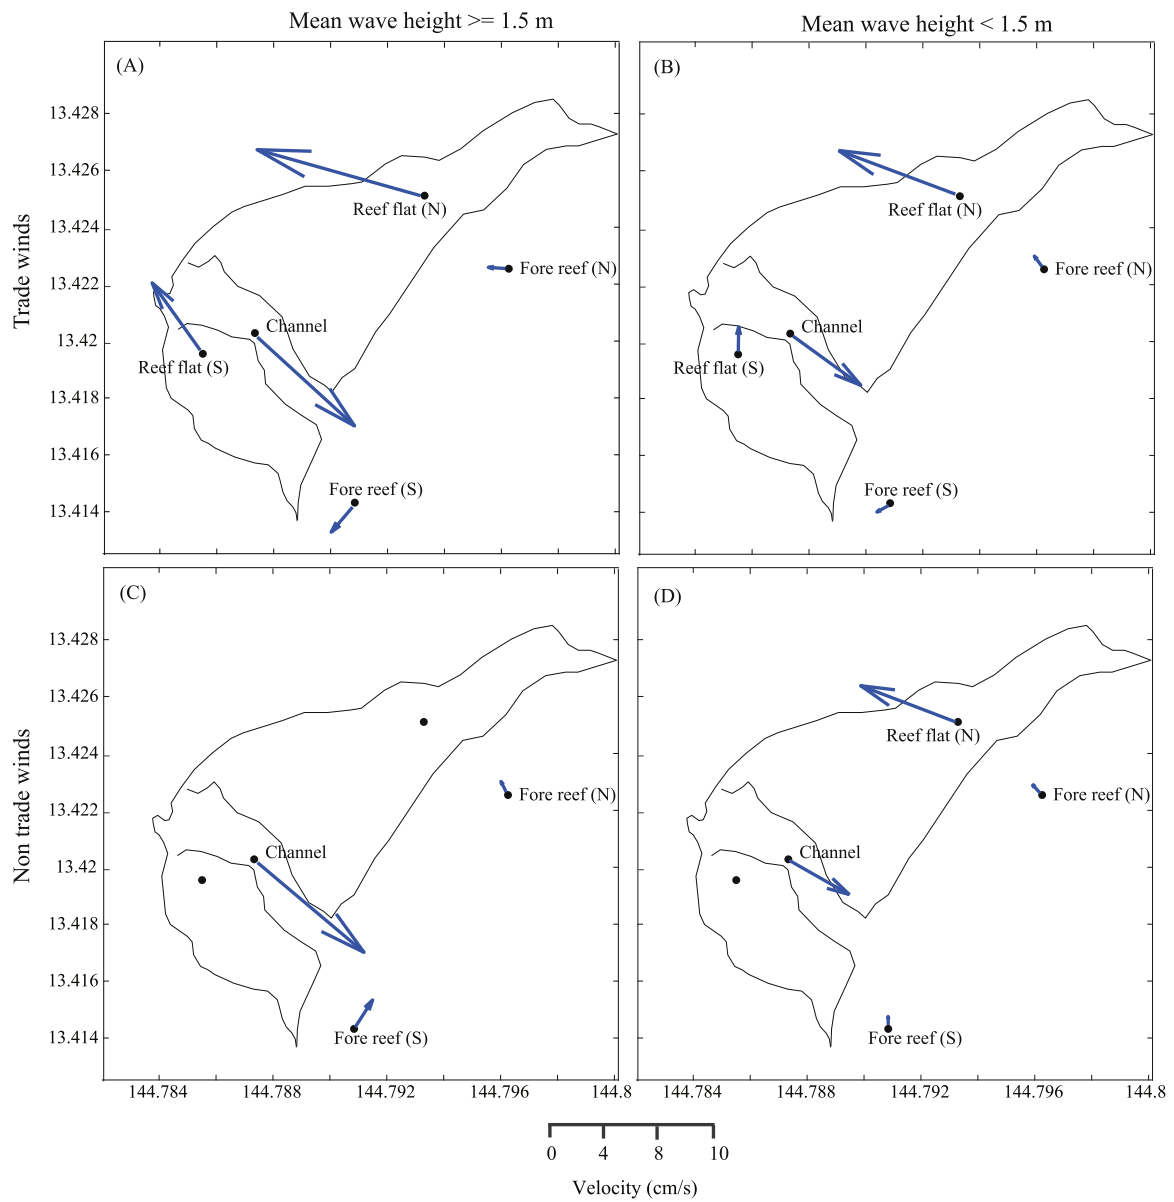 Mean wave height >= 1.5 m
Mean wave height < 1.5 m
Trade winds
(A)
13.428
13.426
13.424
13.422
13.42
13.418
13.416
13.414
Reef flat (N)
Fore reef (N)
Channel
Reef flat (S)
Fore reef (S)
(B)
Reef flat (N)
Fore reef (N)
Channel
Reef flat (S)
Fore reef (S)
Non trade winds
(C)
13.428
13.426
13.424
13.422
13.42
13.418
13.416
13.414
Fore reef (N)
Channel
Fore reef (S)
144.784 144.788 144.792 144.796 144.8
(D)
Reef flat (N)
Fore reef (N)
Channel
Fore reef (S)
144.784 144.788 144.792 144.796 144.8
0 4 8 10
Velocity (cm/s)